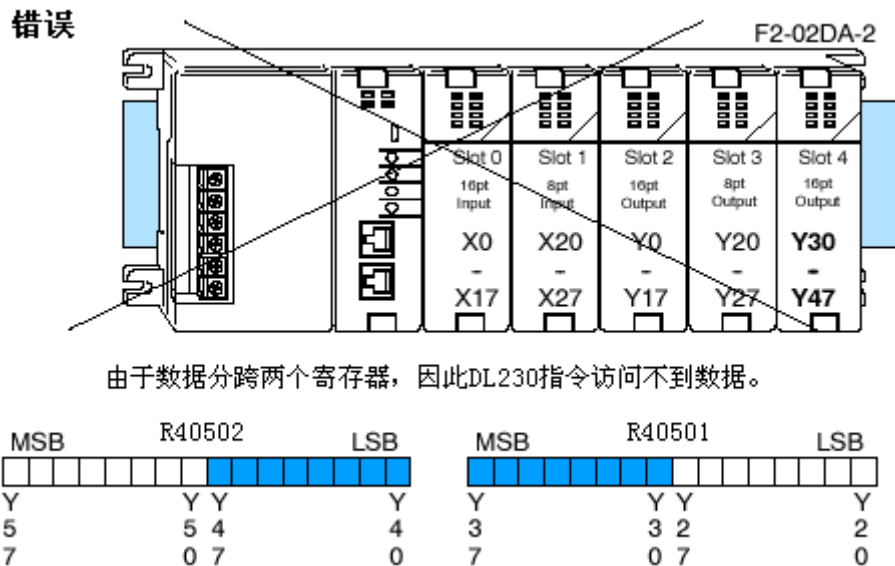 错误
F2-02DA-2
Slot 0 Slot 1 Slot 2 Slot 3 Slot 4
16pt 8pt 16pt 8pt 16pt
Input Input Output Output Output
X0 X20 Y0 Y20 Y30
- - - - -
X17 X27 Y17 Y27 Y47
由于数据分跨两个寄存器，因此DL230指令访问不到数据。
MSB R40502 LSB MSB R40501 LSB
Y Y Y Y Y Y Y Y
5 5 4 4 3 3 2 2
7 0 7 0 7 0 7 0